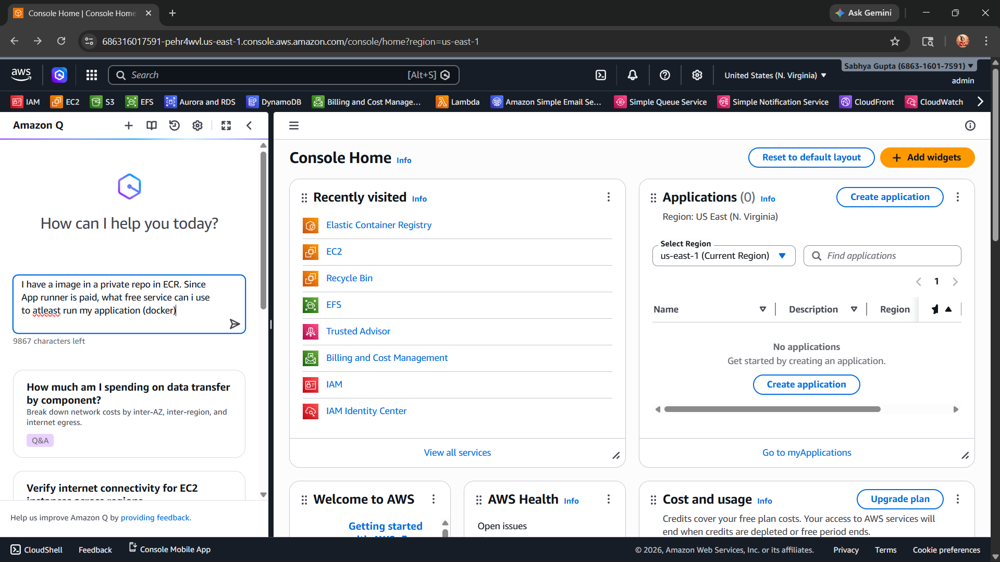 Console Home | Console Home
Ask Gemini
686316017591-pehr4wvl.us-east-1.console.aws.amazon.com/console/home?region=us-east-1
aws
Search
[Alt+S]
United States (N. Virginia)
Sabhya Gupta (6863-1601-7591)
admin
IAM
EC2
S3
EFS
Aurora and RDS
DynamoDB
Billing and Cost Manage...
Lambda
Amazon Simple Email Se...
Simple Queue Service
Simple Notification Service
CloudFront
CloudWatch
Amazon Q
How can I help you today?
I have a image in a private repo in ECR. Since
App runner is paid, what free service can i use
to atleast run my application (docker)
9867 characters left
How much am I spending on data transfer
by component?
Break down network costs by inter-AZ, inter-region, and
internet egress.
Q&A
Verify internet connectivity for EC2
Help us improve Amazon Q by providing feedback.
Console Home Info
Reset to default layout
Add widgets
Recently visited Info
Elastic Container Registry
EC2
Recycle Bin
EFS
Trusted Advisor
Billing and Cost Management
IAM
IAM Identity Center
View all services
Applications (0) Info
Create application
Region: US East (N. Virginia)
Select Region
us-east-1 (Current Region)
Find applications
1
Name
Description
Region
No applications
Get started by creating an application.
Create application
Go to myApplications
Welcome to AWS
Getting started
AWS Health Info
Open issues
Cost and usage Info
Upgrade plan
Credits cover your free plan costs. Your access to AWS services will
end when credits are depleted or free period ends.
CloudShell
Feedback
Console Mobile App
© 2026, Amazon Web Services, Inc. or its affiliates.
Privacy
Terms
Cookie preferences